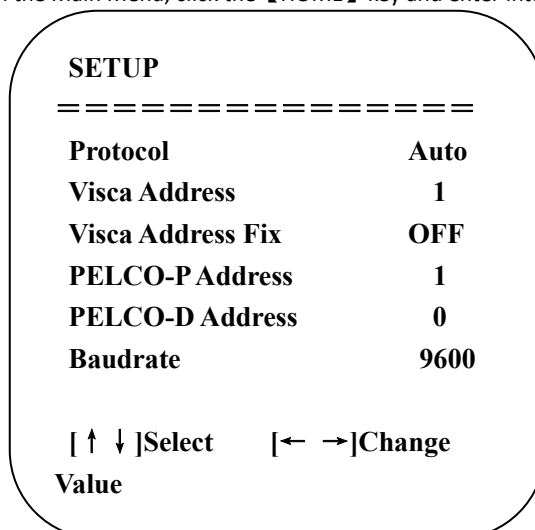 the main menu, click the【HOME】key and enter int
SETUP
===============
Protocol Auto
Visca Address 1
Visca Address Fix OFF
PELCO-P Address 1
PELCO-D Address 0
Baudrate 9600
[↑ ↓]Select [← →]Change
Value